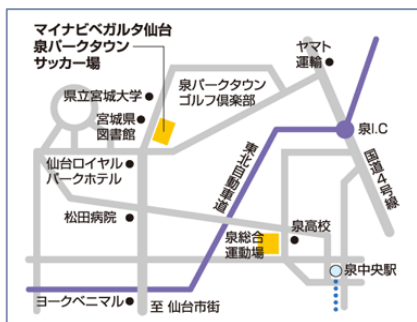 マイナビベガルタ仙台
泉パークタウン
サッカー場
ヤマト
運輸
県立宮城大学
泉パークタウン
ゴルフ倶楽部
宮城県
図書館
泉I.C
仙台ロイヤル
パークホテル
東北自動車道
国道4号線
松田病院
泉総合
運動場
泉高校
泉中央駅
ヨークベニマル
至 仙台市街